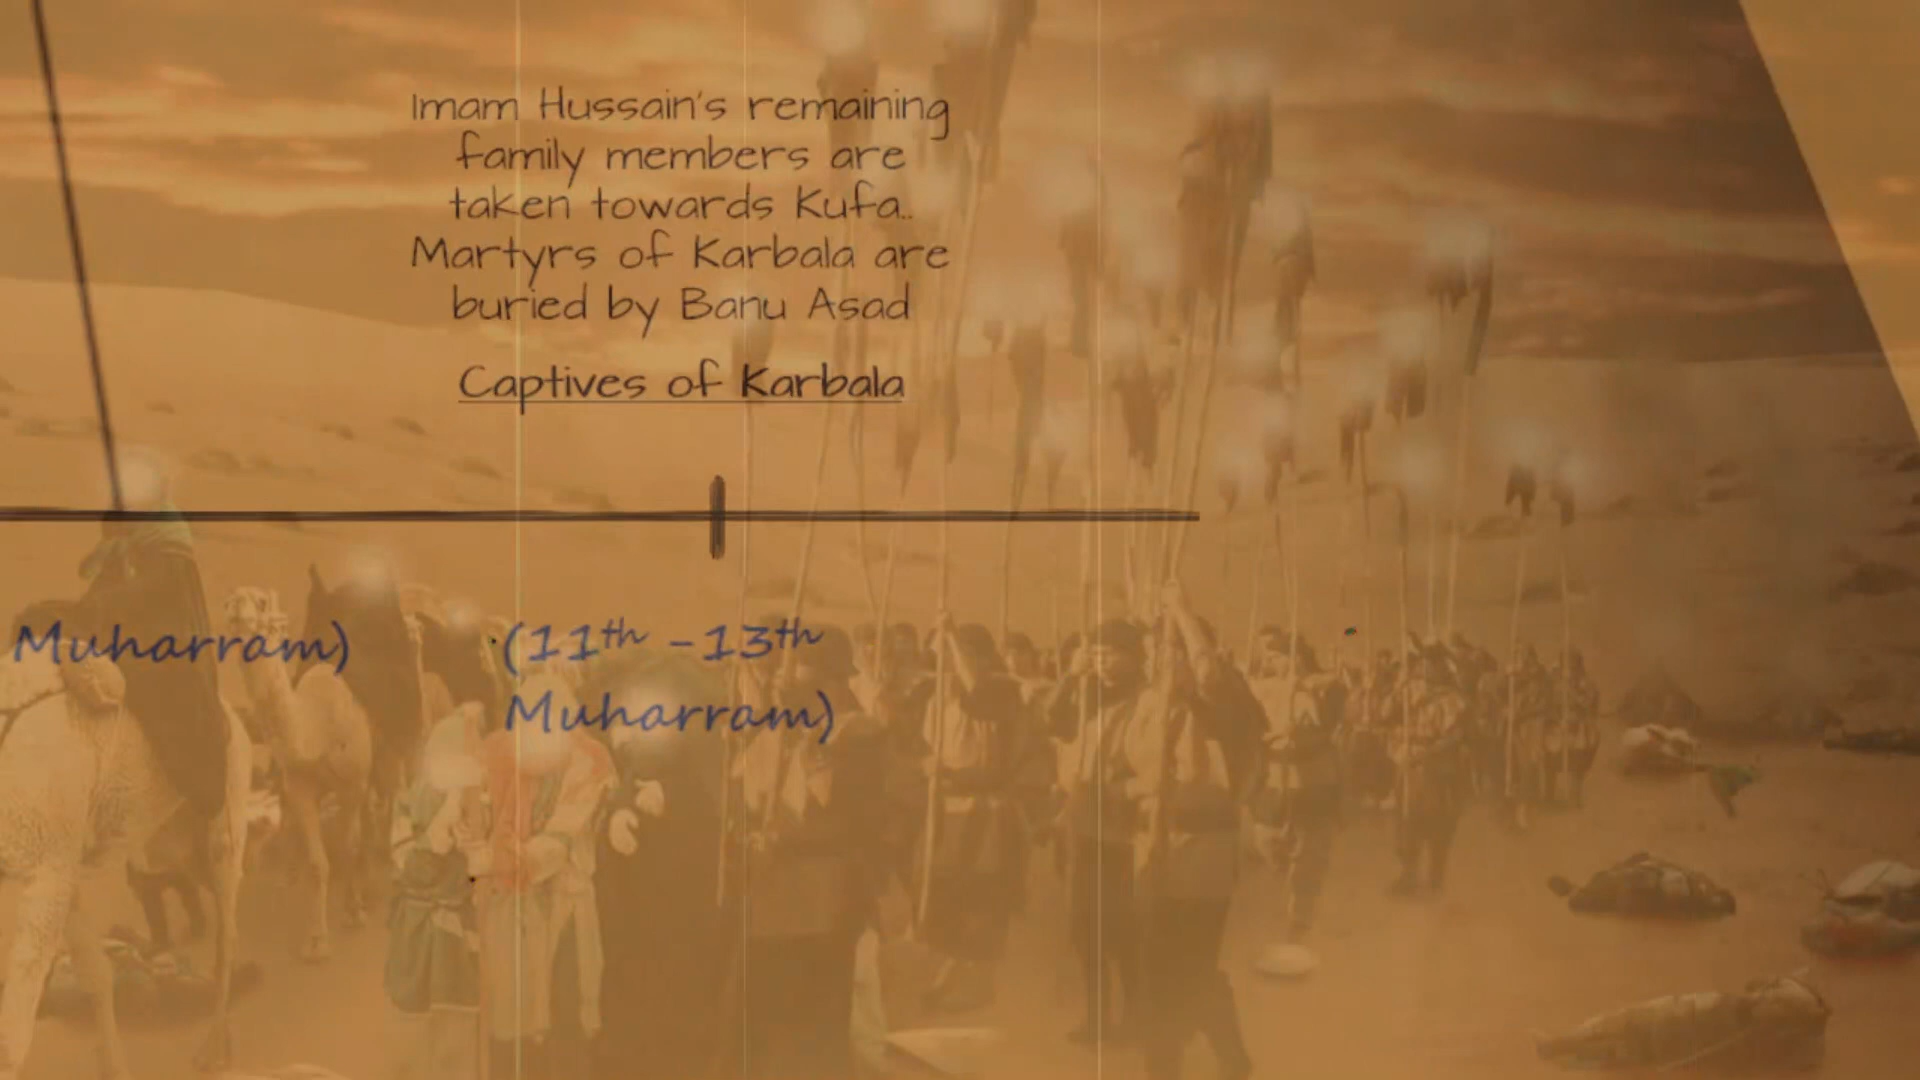 Imam Hussain's remaining
family members are
taken towards Kufa..
Martyrs of Karbala are
buried by Banu Asad
Captives of Karbala
Muharram)
(11th -13th
Muharram)